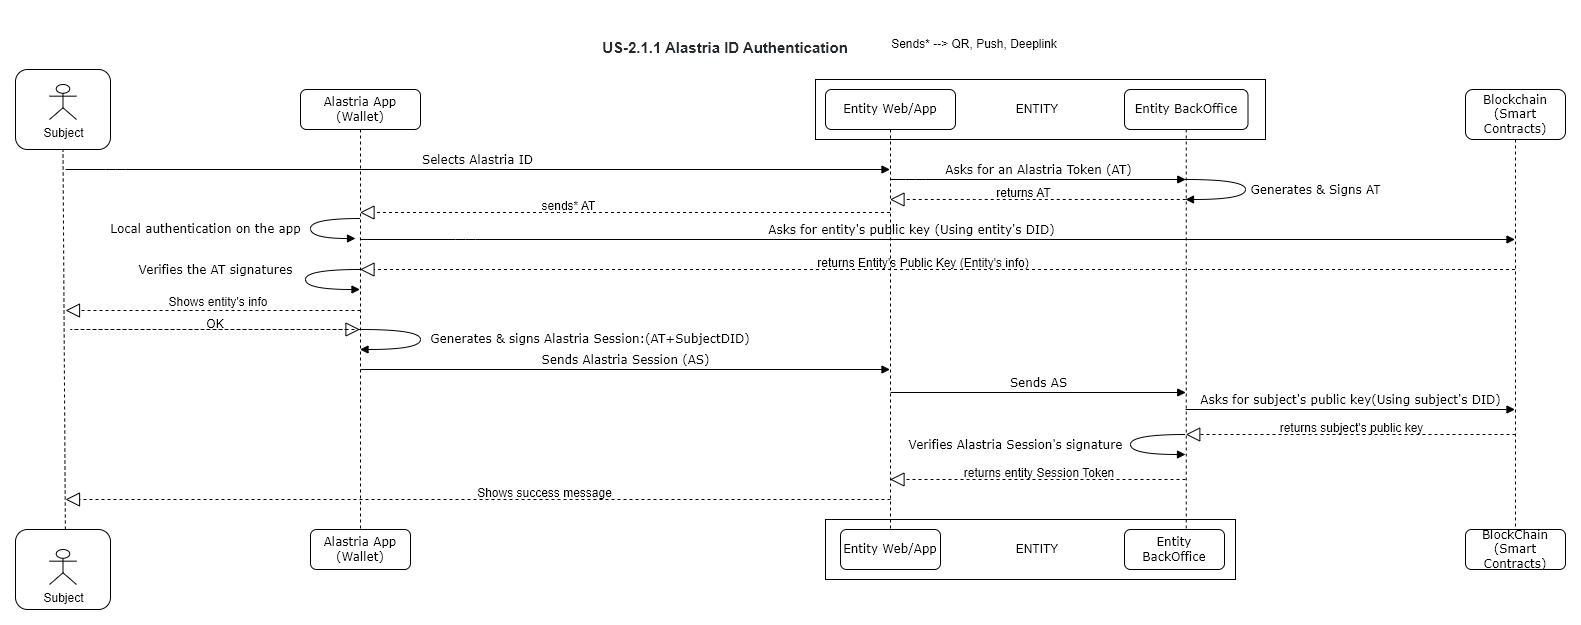 US-2.1.1 Alastria ID Authentication
Sends* --> QR, Push, Deeplink
Subject
Alastria App
(Wallet)
Entity Web/App
ENTITY
Entity BackOffice
Blockchain
(Smart
Contracts)
Selects Alastria ID
Asks for an Alastria Token (AT)
Generates & Signs AT
returns AT
sends* AT
Local authentication on the app
Asks for entity's public key (Using entity's DID)
returns Entity's Public Key (Entity's info)
Verifies the AT signatures
Shows entity's info
OK
Generates & signs Alastria Session:(AT+SubjectDID)
Sends Alastria Session (AS)
Sends AS
Asks for subject's public key(Using subject's DID)
returns subject's public key
Verifies Alastria Session's signature
returns entity Session Token
Shows success message
Subject
Alastria App
(Wallet)
Entity Web/App
ENTITY
Entity
BackOffice
BlockChain
(Smart
Contracts)